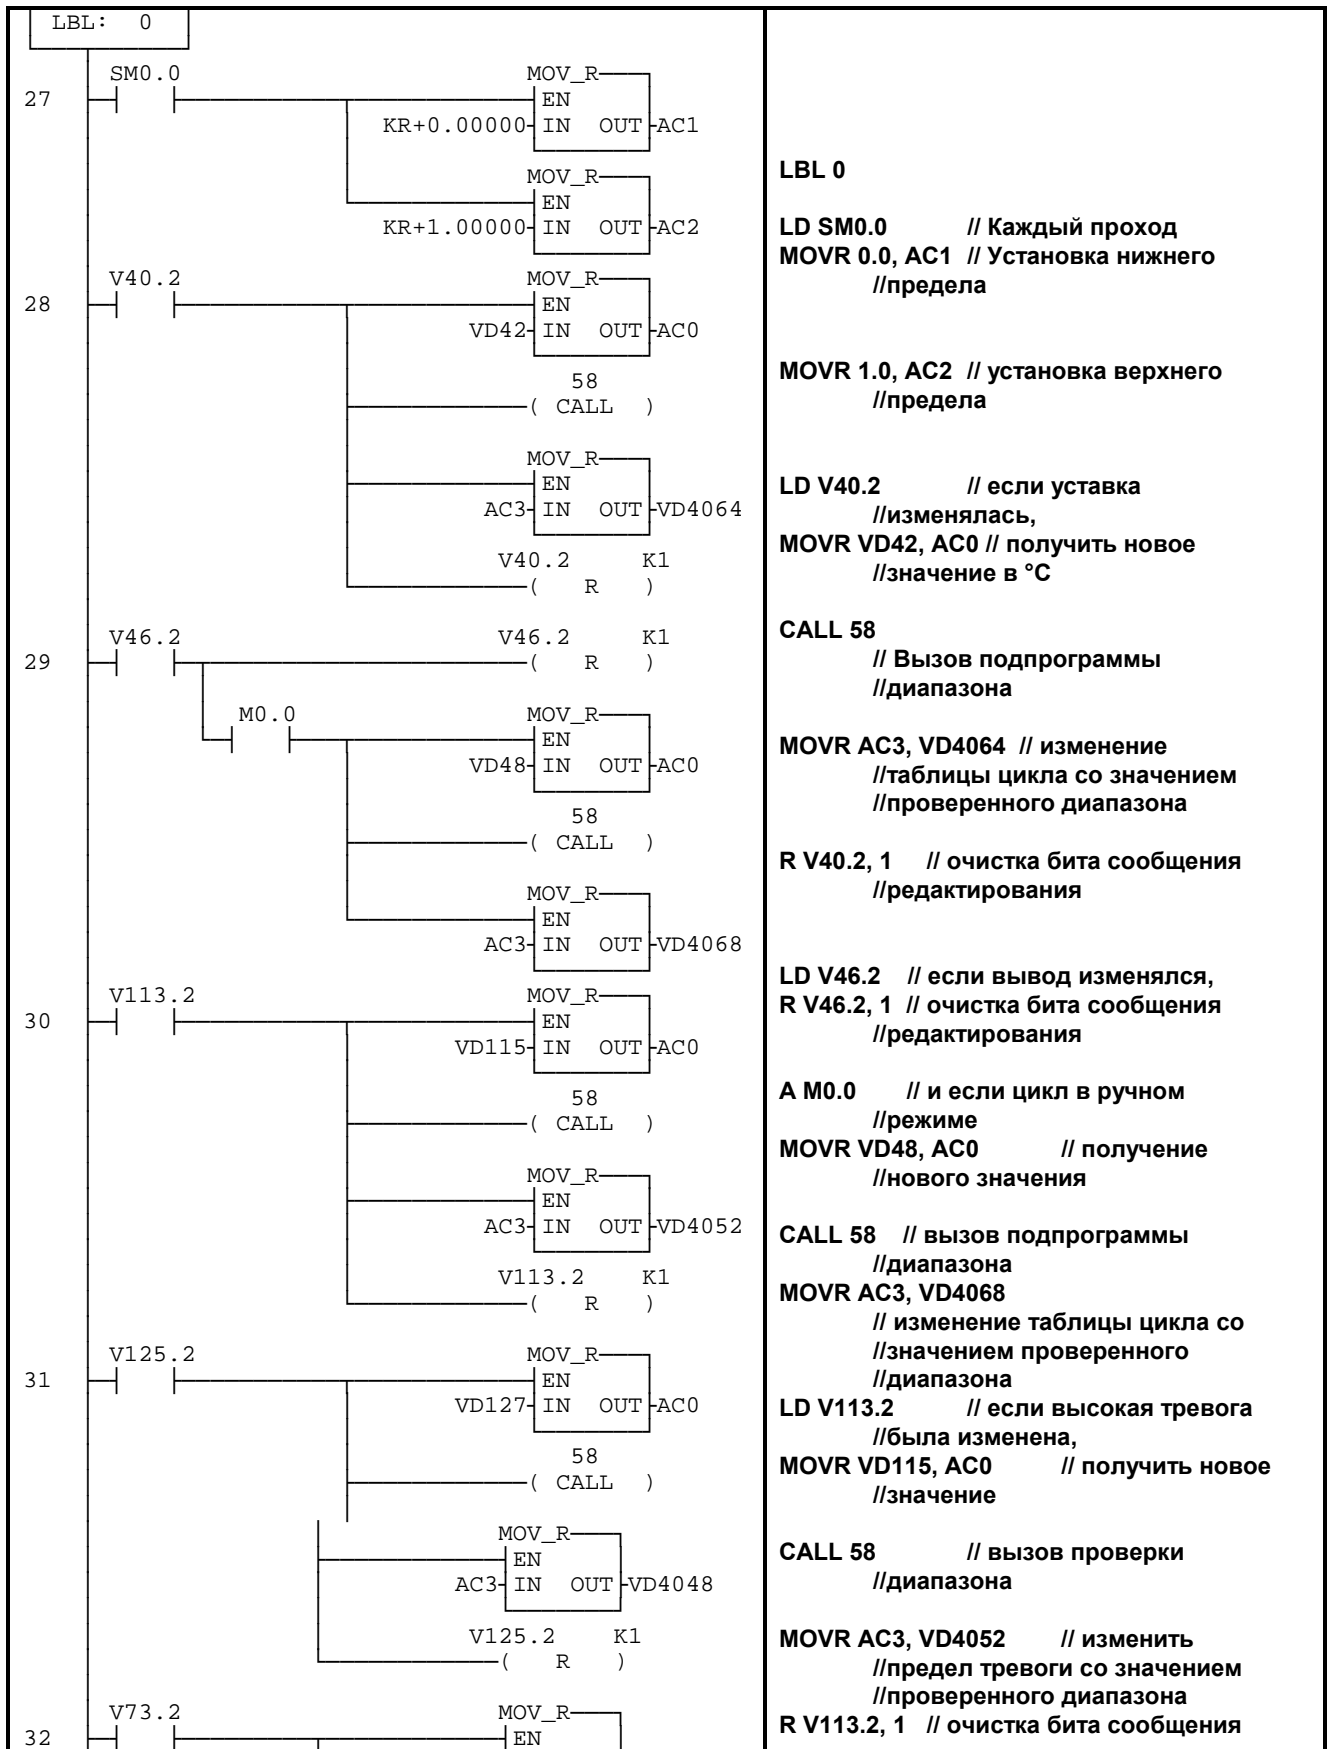 LBL: 0
SM0.0 MOV_R
27 EN
KR+0.00000 IN OUT AC1
MOV_R
EN
KR+1.00000 IN OUT AC2
V40.2 MOV_R
28 EN
VD42 IN OUT AC0
58
( CALL )
MOV_R
EN
AC3 IN OUT VD4064
V40.2 K1
( R )
V46.2 V46.2 K1
29 ( R )
M0.0 MOV_R
EN
VD48 IN OUT AC0
58
( CALL )
MOV_R
EN
AC3 IN OUT VD4068
V113.2 MOV_R
30 EN
VD115 IN OUT AC0
58
( CALL )
MOV_R
EN
AC3 IN OUT VD4052
V113.2 K1
( R )
V125.2 MOV_R
31 EN
VD127 IN OUT AC0
58
( CALL )
MOV_R
EN
AC3 IN OUT VD4048
V125.2 K1
( R )
V73.2 MOV_R
32 EN
LBL 0
LD SM0.0 // Каждый проход
MOVR 0.0, AC1 // Установка нижнего
//предела
MOVR 1.0, AC2 // установка верхнего
//предела
LD V40.2 // если уставка
//изменялась,
MOVR VD42, AC0 // получить новое
//значение в °C
CALL 58
// Вызов подпрограммы
//диапазона
MOVR AC3, VD4064 // изменение
//таблицы цикла со значением
//проверенного диапазона
R V40.2, 1 // очистка бита сообщения
//редактирования
LD V46.2 // если вывод изменялся,
R V46.2, 1 // очистка бита сообщения
//редактирования
A M0.0 // и если цикл в ручном
//режиме
MOVR VD48, AC0 // получение
//нового значения
CALL 58 // вызов подпрограммы
//диапазона
MOVR AC3, VD4068
// изменение таблицы цикла со
//значением проверенного
//диапазона
LD V113.2 // если высокая тревога
//была изменена,
MOVR VD115, AC0 // получить новое
//значение
CALL 58 // вызов проверки
//диапазона
MOVR AC3, VD4052 // изменить
//предел тревоги со значением
//проверенного диапазона
R V113.2, 1 // очистка бита сообщения